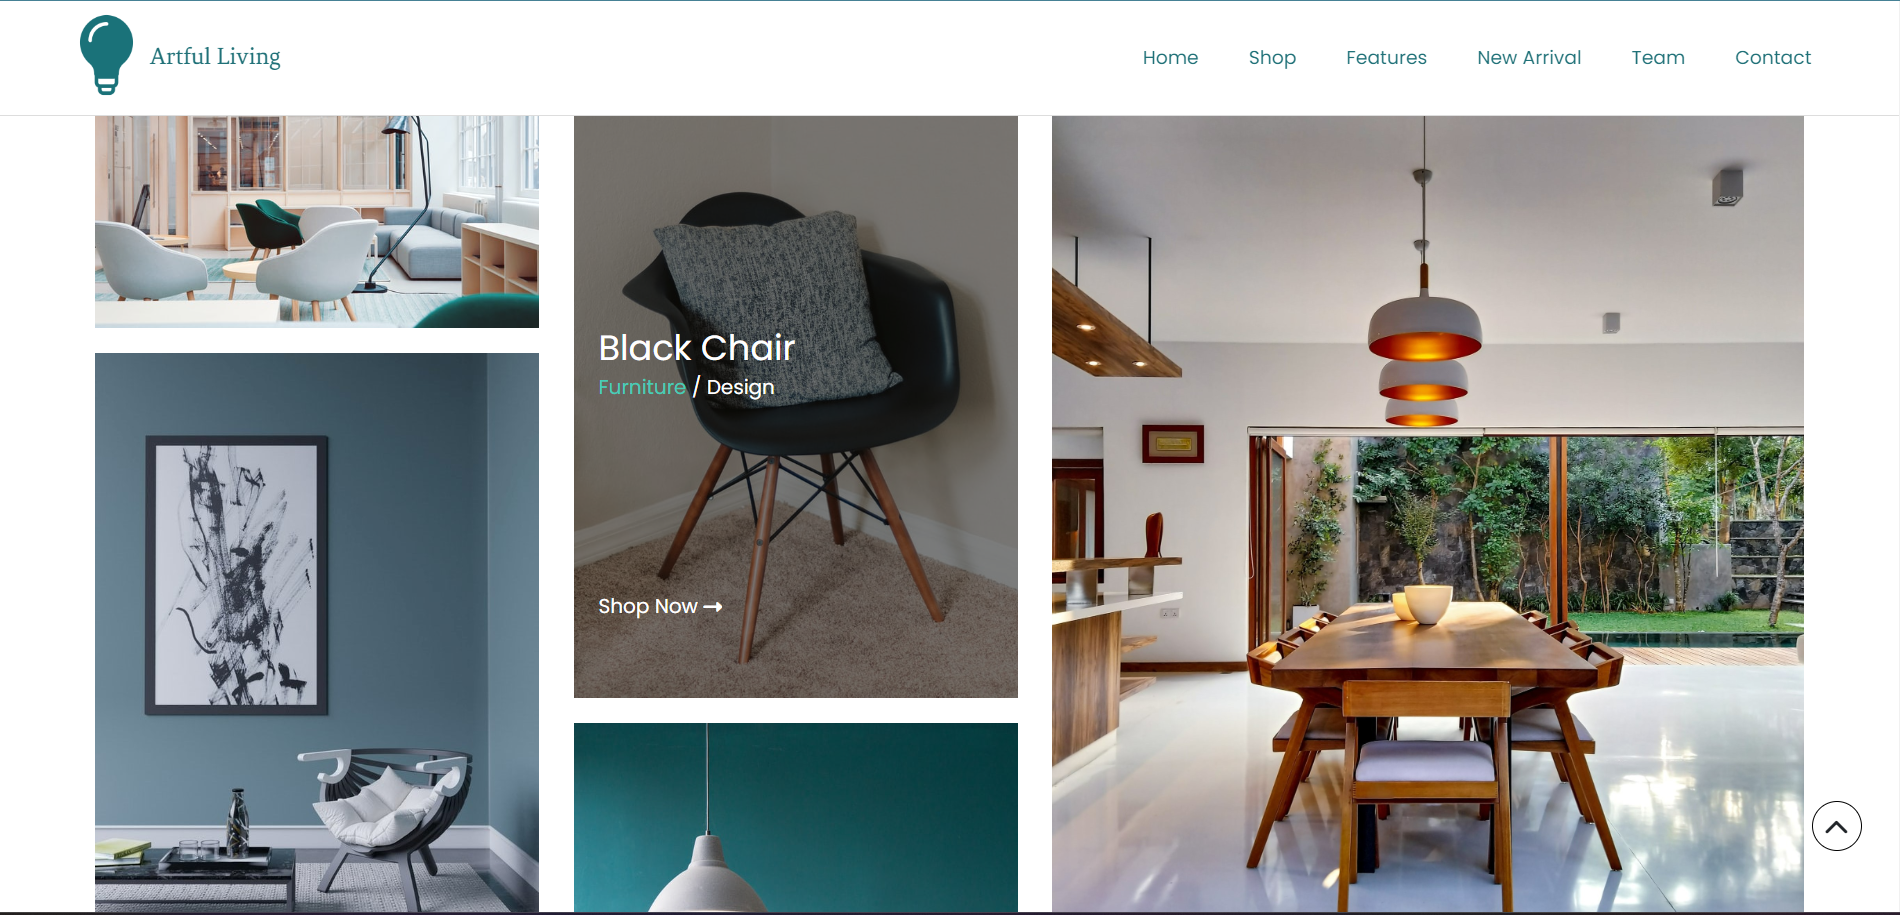 Artful Living
Home Shop Features New Arrival Team Contact
Black Chair
Furniture / Design
Shop Now